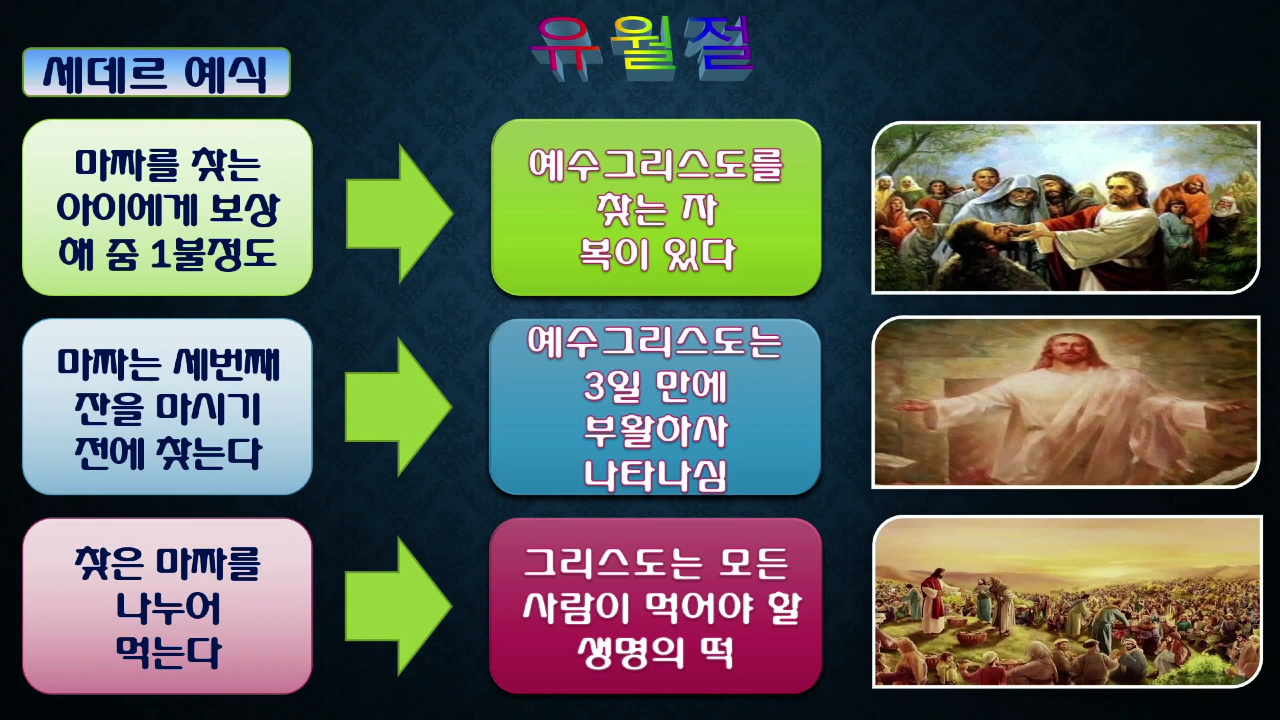 유월절
세데르 예식
마짜를 찾는
아이에게 보상
해 줌 1불정도
예수그리스도를
찾는 자
복이 있다
마짜는 세번째
잔을 마시기
전에 찾는다
예수그리스도는
3일 만에
부활하사
나타나심
찾은 마짜를
나누어
먹는다
그리스도는 모든
사람이 먹어야 할
생명의 떡